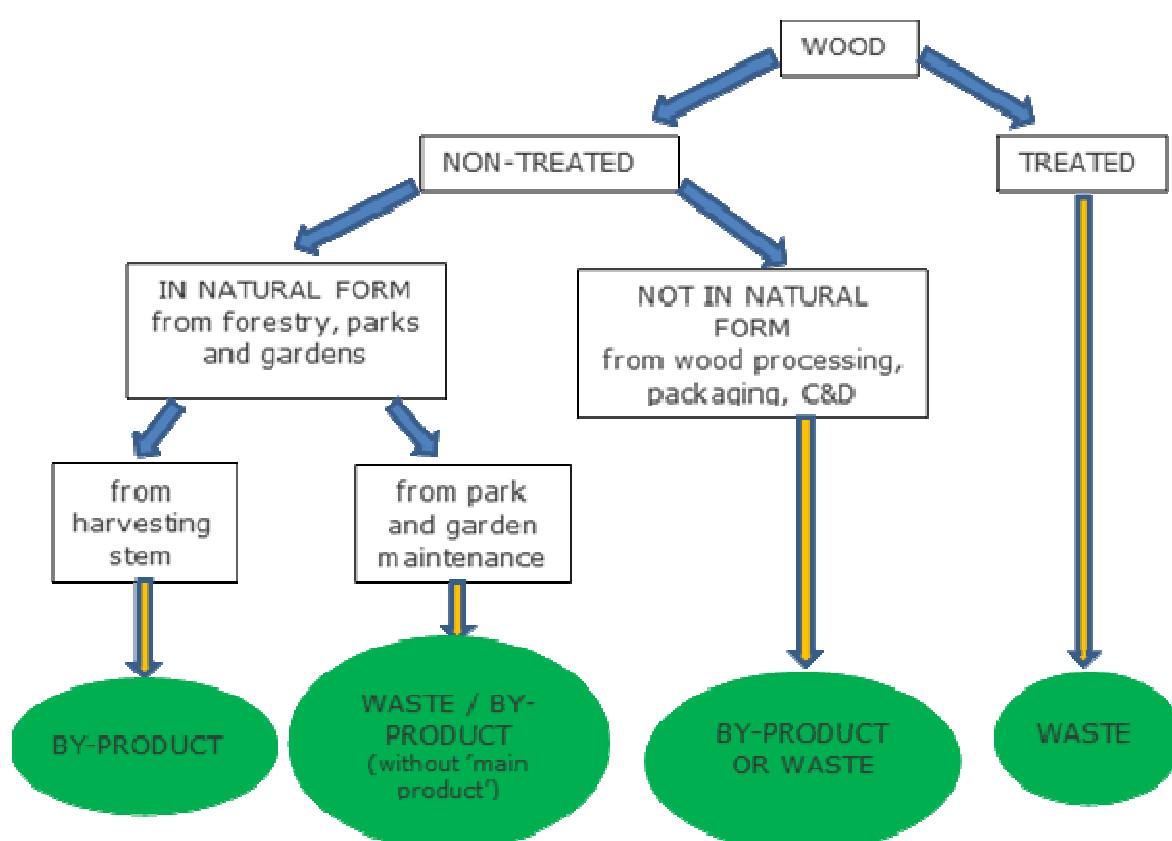 WOOD
NON-TREATED
TREATED
IN NATURAL FORM
from forestry, parks
and gardens
NOT IN NATURAL
FORM
from wood processing,
packaging, C&D
from
harvesting
stem
from park
and garden
maintenance
BY-PRODUCT
WASTE / BY-
PRODUCT
(without 'main
product')
BY-PRODUCT
OR WASTE
WASTE